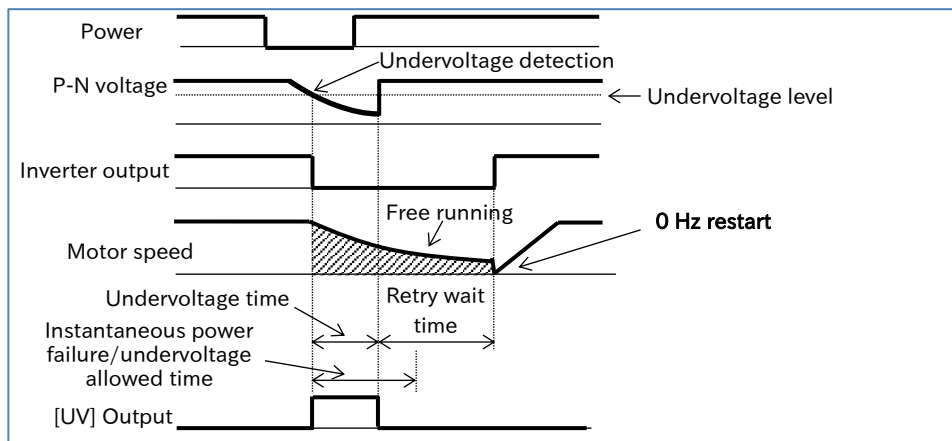 Power
Undervoltage detection
P-N voltage
Undervoltage level
Inverter output
Free running
0 Hz restart
Motor speed
Undervoltage time
Retry wait
time
Instantaneous power
failure/undervoltage
allowed time
[UV] Output